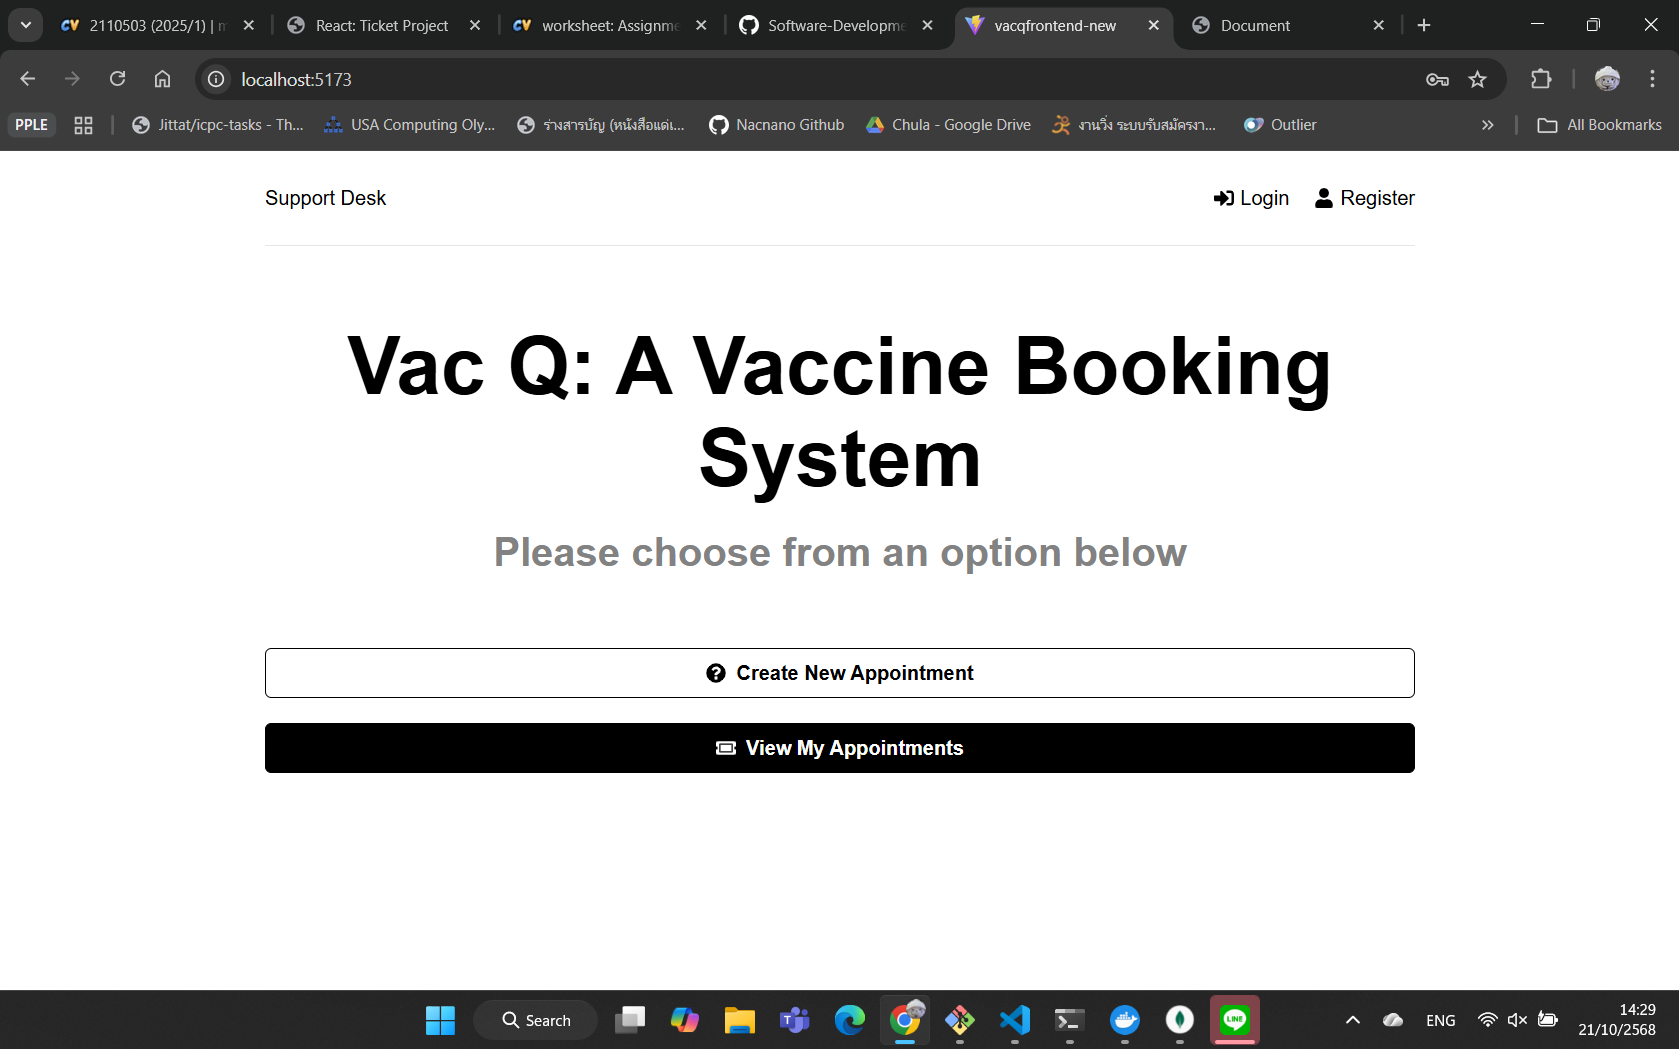 2110503 (2025/1) | m
React: Ticket Project
worksheet: Assignme
Software-Developme
vacqfrontend-new
Document
localhost:5173
PPLE
Jittat/icpc-tasks - Th...
USA Computing Oly...
ร่างสารบัญ (หนังสือแด่เ...
Nacnano Github
Chula - Google Drive
งานวิ่ง ระบบรับสมัครงา...
Outlier
All Bookmarks
Support Desk
Login
Register
Vac Q: A Vaccine Booking
System
Please choose from an option below
Create New Appointment
View My Appointments
Search
LINE
ENG
14:29
21/10/2568